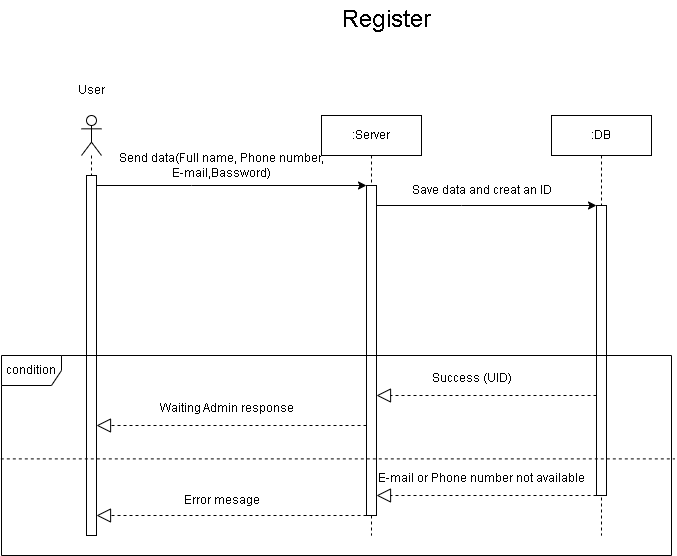 Register
User
:Server
:DB
Send data(Full name, Phone number,
E-mail,Bassword)
Save data and creat an ID
condition
Success (UID)
Waiting Admin response
E-mail or Phone number not available
Error mesage